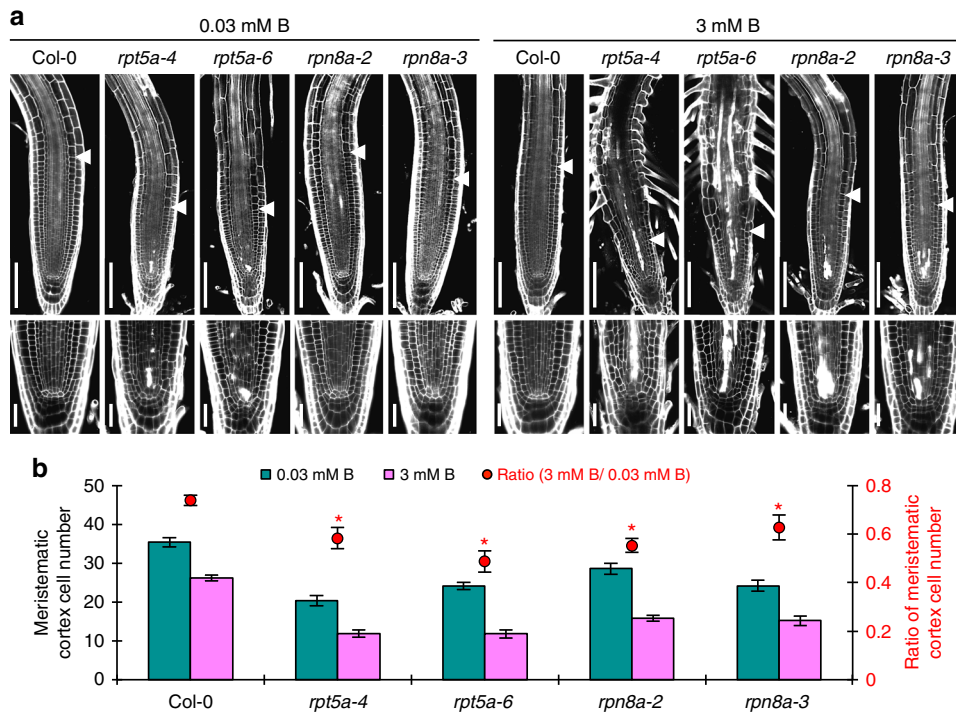 a
0.03 mM B
3 mM B
Col-0 rpt5a-4 rpt5a-6 rpn8a-2 rpn8a-3 Col-0 rpt5a-4 rpt5a-6 rpn8a-2 rpn8a-3
b
0.03 mM B 3 mM B Ratio (3 mM B/ 0.03 mM B)
Meristematic
cortex cell number
50
40
30
20
10
0
* * * *
0.8
0.6
0.4
0.2
0
Ratio of meristematic
cortex cell number
Col-0 rpt5a-4 rpt5a-6 rpn8a-2 rpn8a-3